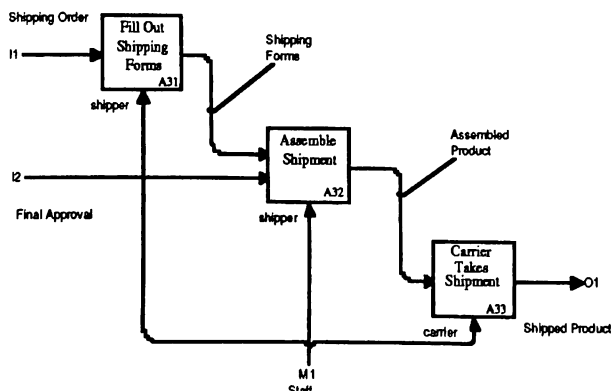 Shipping Order
I1
Fill Out
Shipping
Forms
A31
shipper
Shipping
Forms
Assemble
Shipment
A32
Assembled
Product
I2
Final Approval
shipper
Carrier
Takes
Shipment
A33
O1
carrier
Shipped Product
M1
Staff